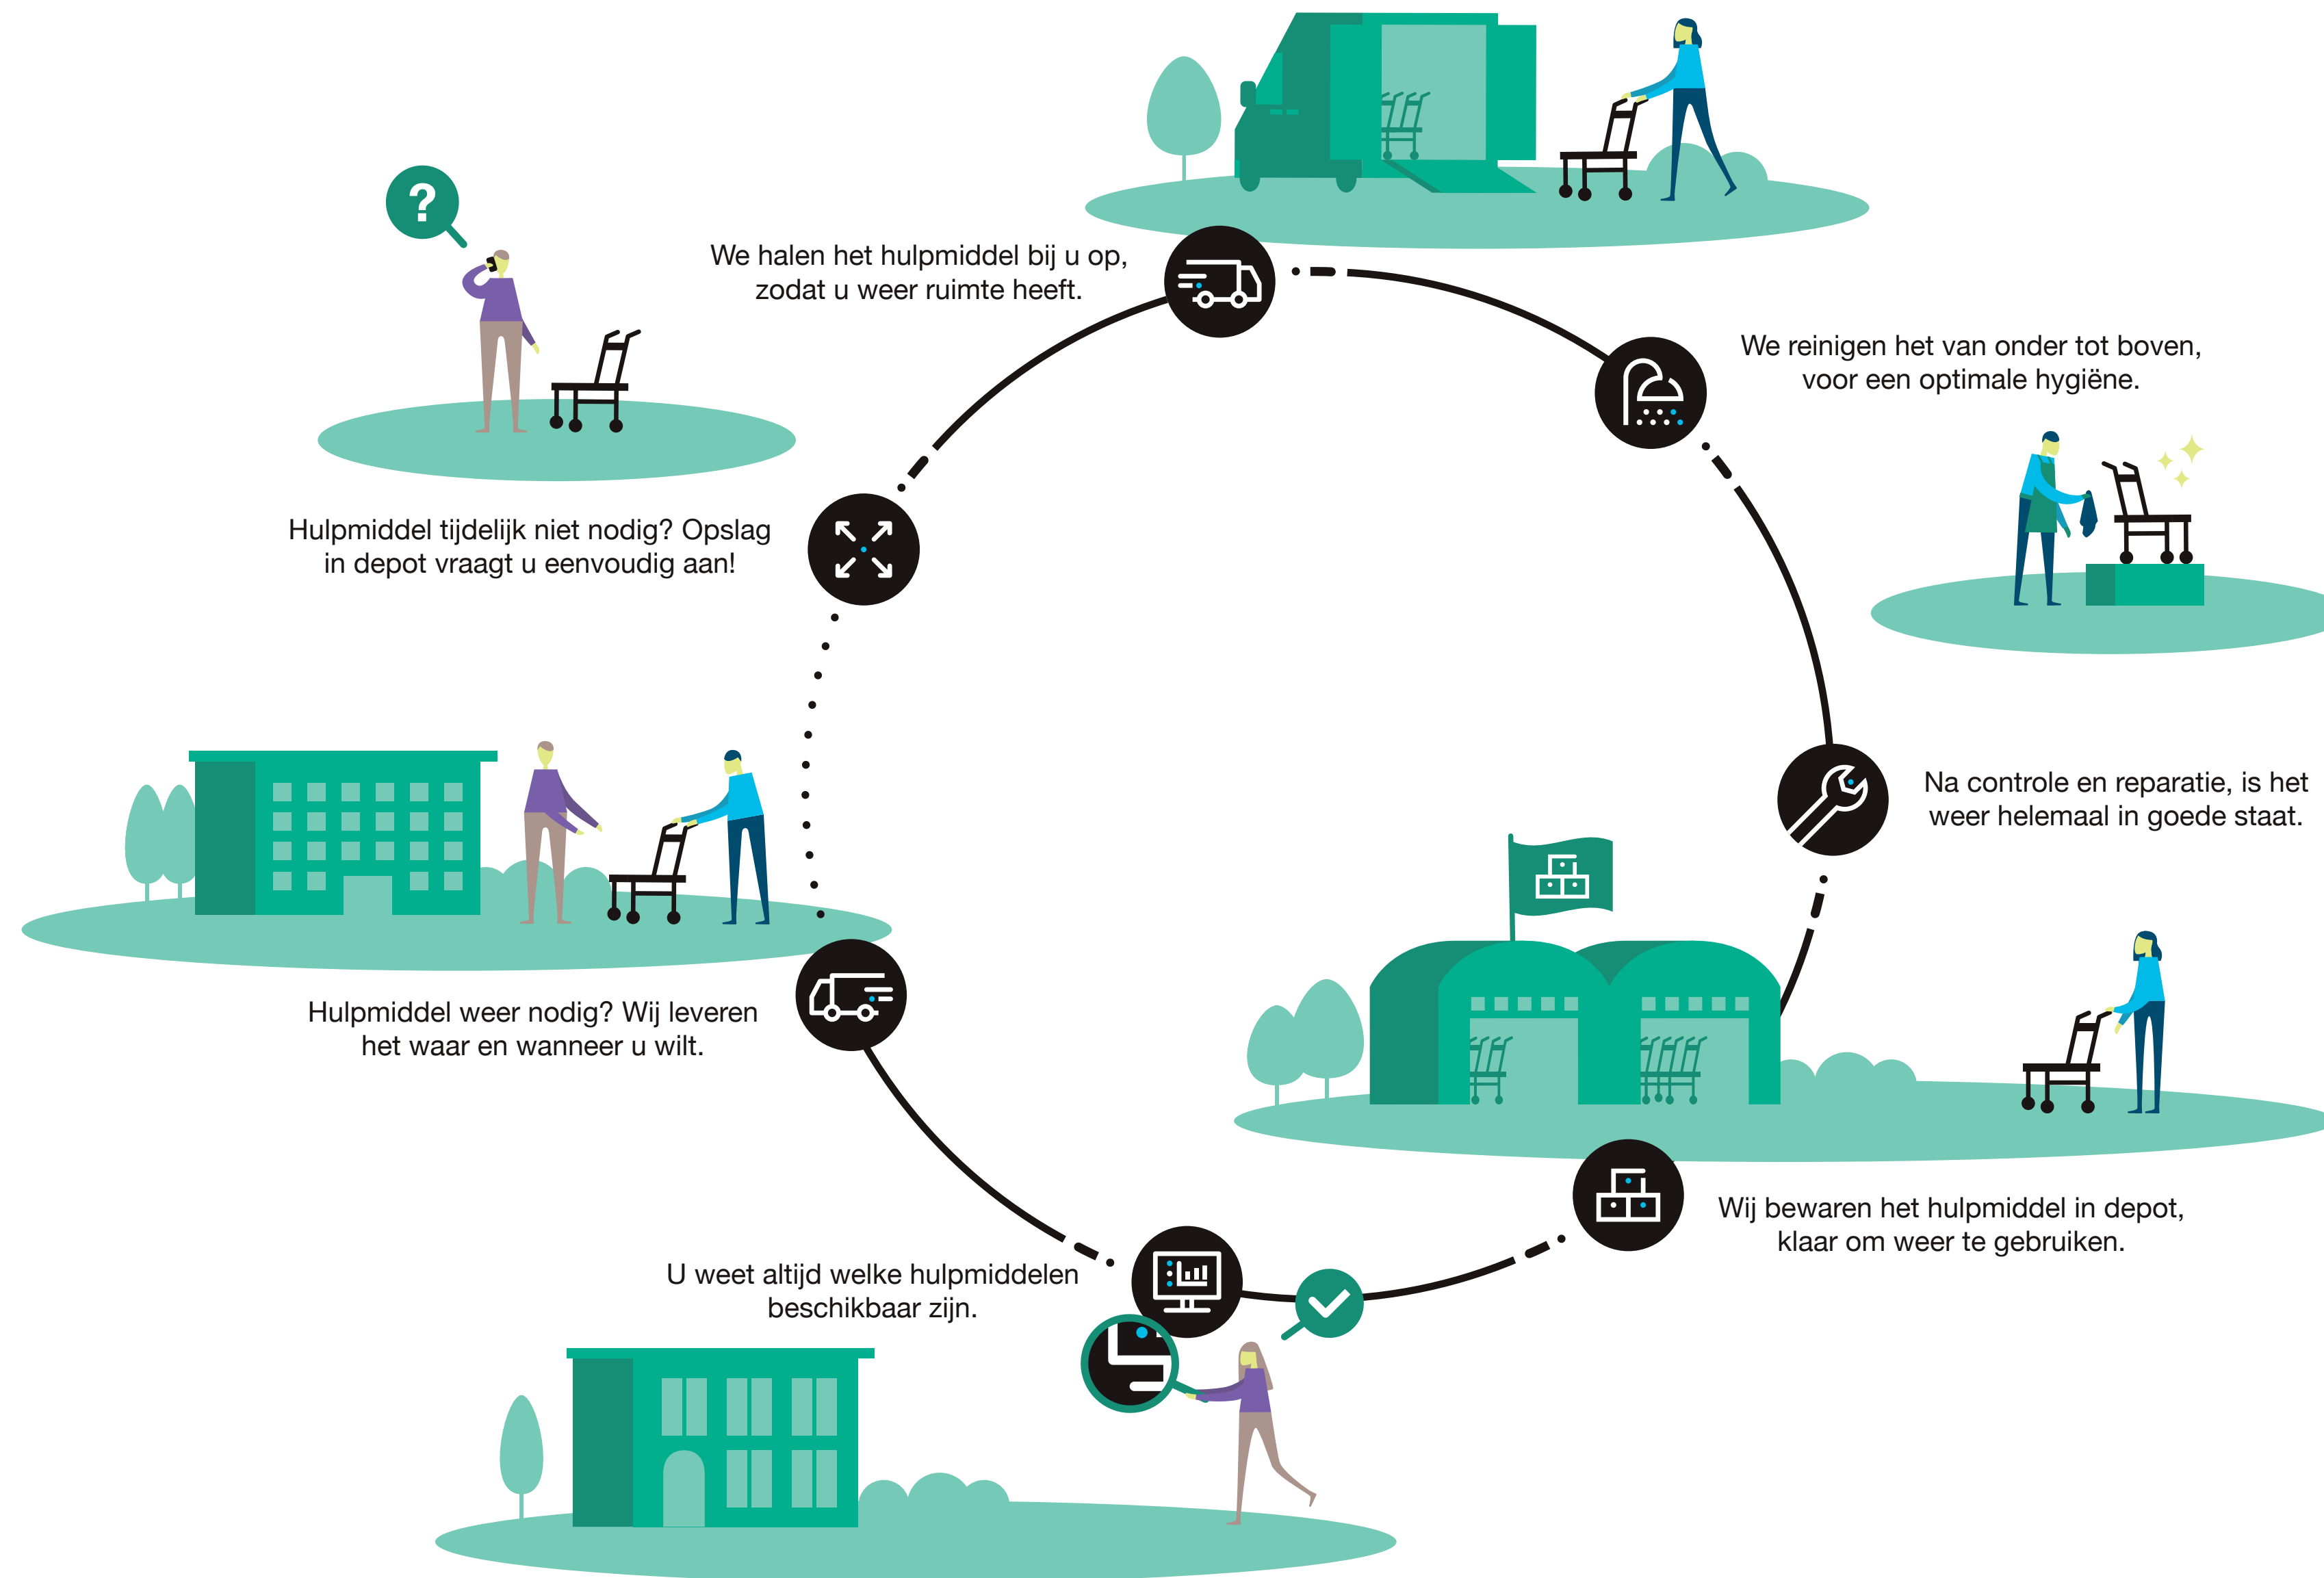 We halen het hulpmiddel bij u op,
zodat u weer ruimte heeft.
We reinigen het van onder tot boven,
voor een optimale hygiëne.
Na controle en reparatie, is het
weer helemaal in goede staat.
Wij bewaren het hulpmiddel in depot,
klaar om weer te gebruiken.
U weet altijd welke hulpmiddelen
beschikbaar zijn.
Hulpmiddel weer nodig? Wij leveren
het waar en wanneer u wilt.
?
Hulpmiddel tijdelijk niet nodig? Opslag
in depot vraagt u eenvoudig aan!